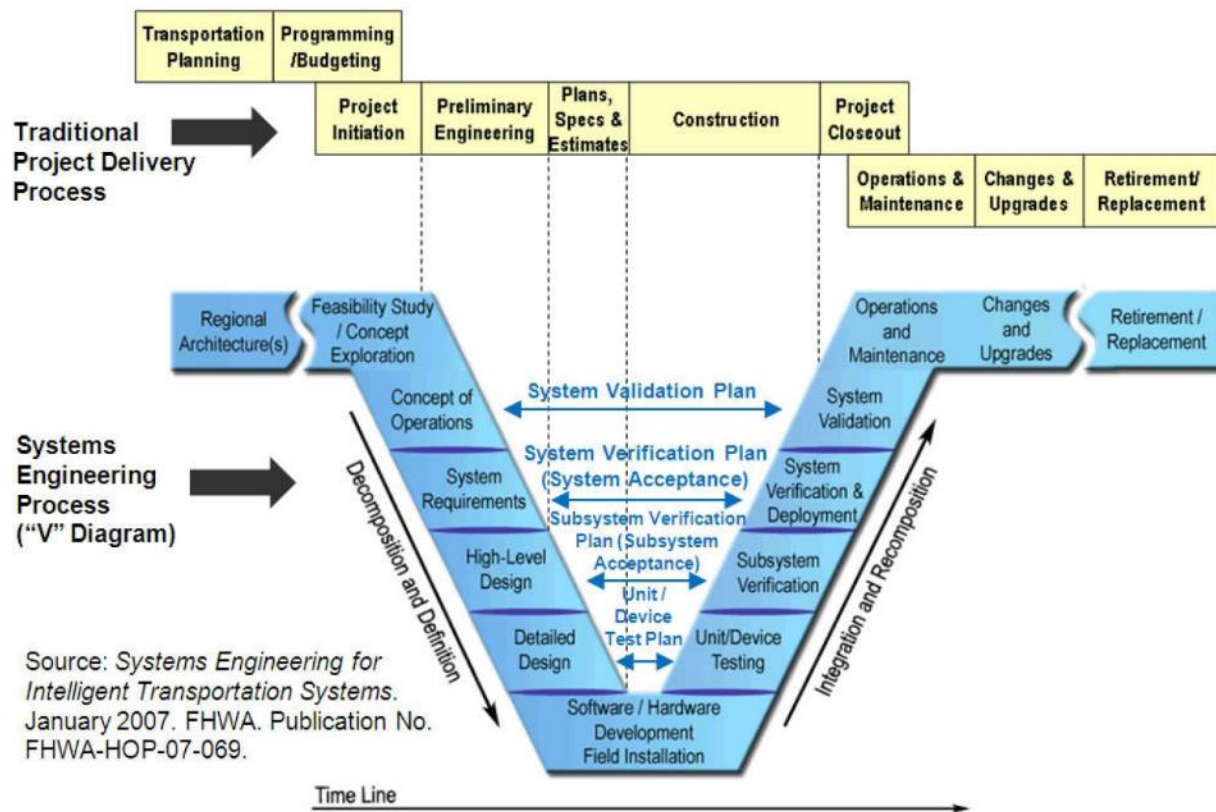 Transportation
Planning
Programming
/Budgeting
Project
Initiation
Preliminary
Engineering
Plans,
Specs &
Estimates
Construction
Project
Closeout
Traditional
Project Delivery
Process
Operations &
Maintenance
Changes &
Upgrades
Retirement/
Replacement
Regional
Architecture(s)
Feasibility Study
/ Concept
Exploration
Operations
and
Maintenance
Changes
and
Upgrades
Retirement /
Replacement
Concept of
Operations
System Validation Plan
System
Validation
Systems
Engineering
Process
("V" Diagram)
Decomposition and Definition
System
Requirements
System Verification Plan
(System Acceptance)
System
Verification &
Deployment
Integration and Recomposition
High-Level
Design
Subsystem Verification
Plan (Subsystem
Acceptance)
Subsystem
Verification
Detailed
Design
Unit /
Device
Test Plan
Unit/Device
Testing
Source: Systems Engineering for
Intelligent Transportation Systems.
January 2007. FHWA. Publication No.
FHWA-HOP-07-069.
Software / Hardware
Development
Field Installation
Time Line